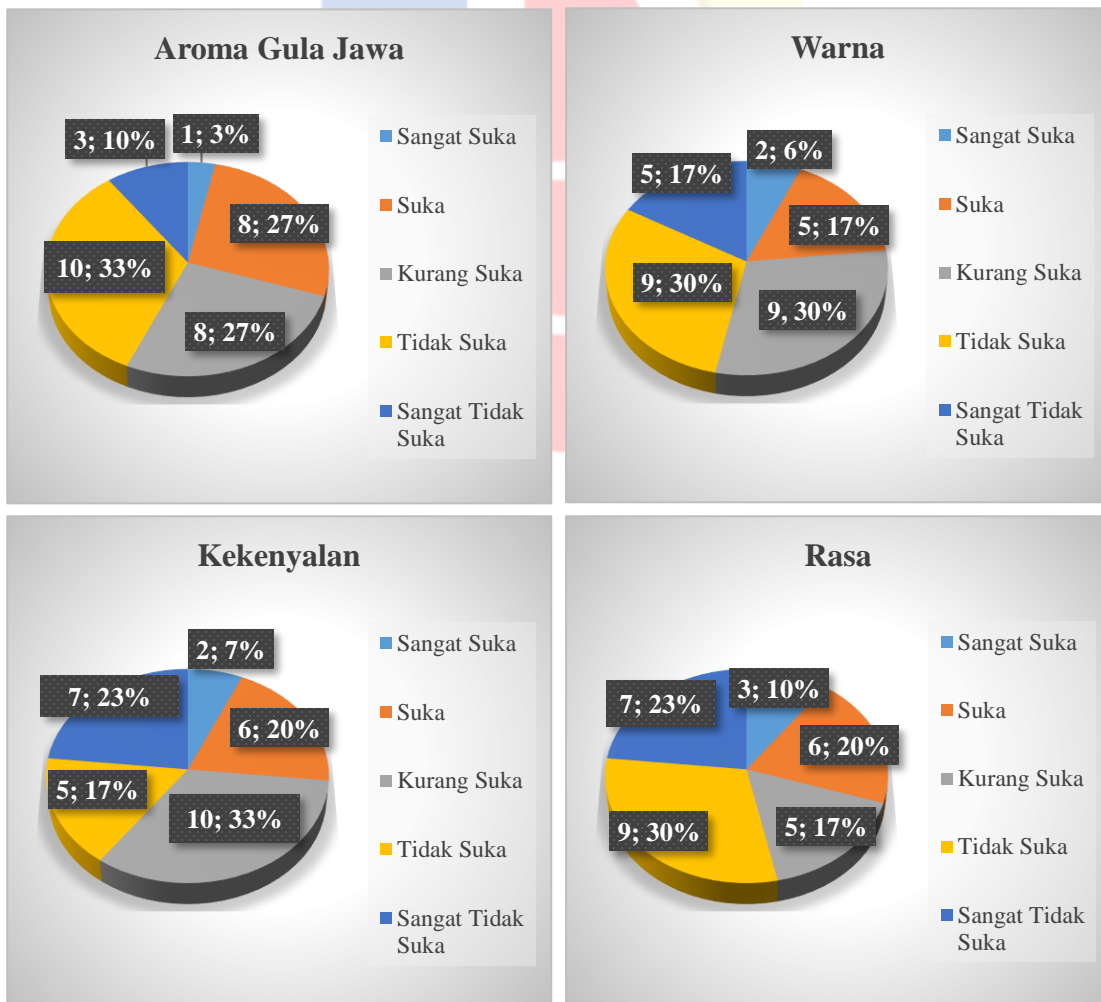 Aroma Gula Jawa
3; 10%
1; 3%
8; 27%
10; 33%
8; 27%
Sangat Suka
Suka
Kurang Suka
Tidak Suka
Sangat Tidak
Suka
Warna
2; 6%
5; 17%
5; 17%
9; 30%
9, 30%
Sangat Suka
Suka
Kurang Suka
Tidak Suka
Sangat Tidak
Suka
Kekenyalan
2; 7%
7; 23%
6; 20%
5; 17%
10; 33%
Sangat Suka
Suka
Kurang Suka
Tidak Suka
Sangat Tidak
Suka
Rasa
7; 23%
3; 10%
6; 20%
9; 30%
5; 17%
Sangat Suka
Suka
Kurang Suka
Tidak Suka
Sangat Tidak
Suka